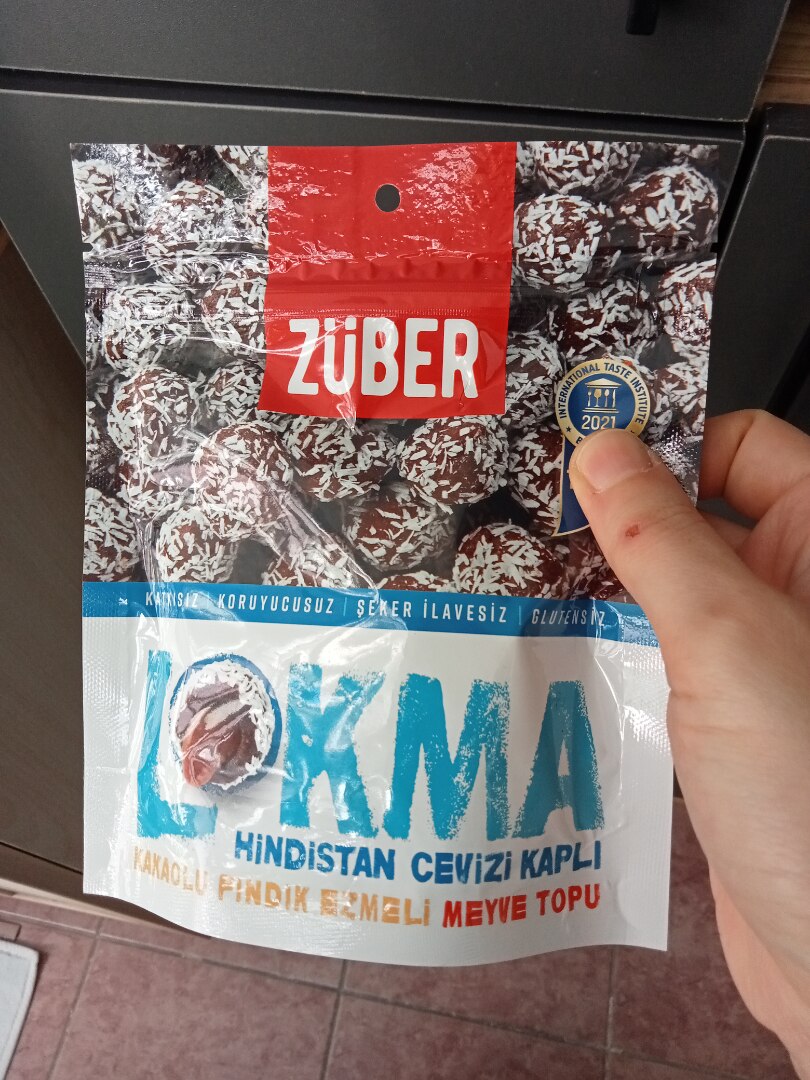 ZÜBER
INTERNATIONAL TASTE INSTITUTE
2021
KATKISIZ | KORUYUCUSUZ | ŞEKER İLAVESİZ | GLUTENSİZ
LOKMA
HİNDİSTAN CEVİZİ KAPLI
KAKAOLU FINDIK EZMELİ MEYVE TOPU